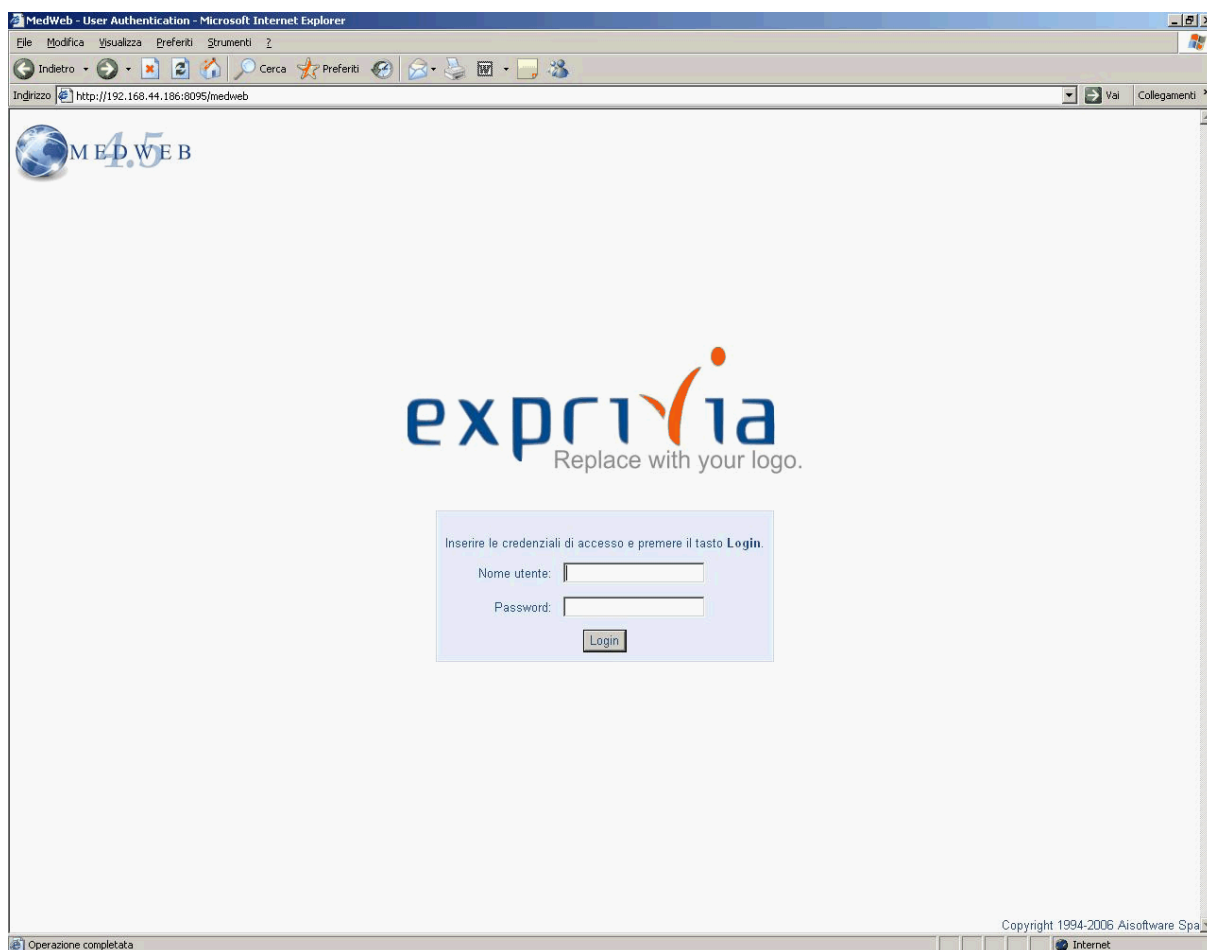 MedWeb - User Authentication - Microsoft Internet Explorer
File Modifica Visualizza Preferiti Strumenti ?
Indietro Cerca Preferiti
Indirizzo http://192.168.44.186:8095/medweb Vai Collegamenti
MEDWEB 4.5
exprivia
Replace with your logo.
Inserire le credenziali di accesso e premere il tasto Login.
Nome utente:
Password:
Login
Copyright 1994-2006 Aisoftware Spa
Operazione completata Internet